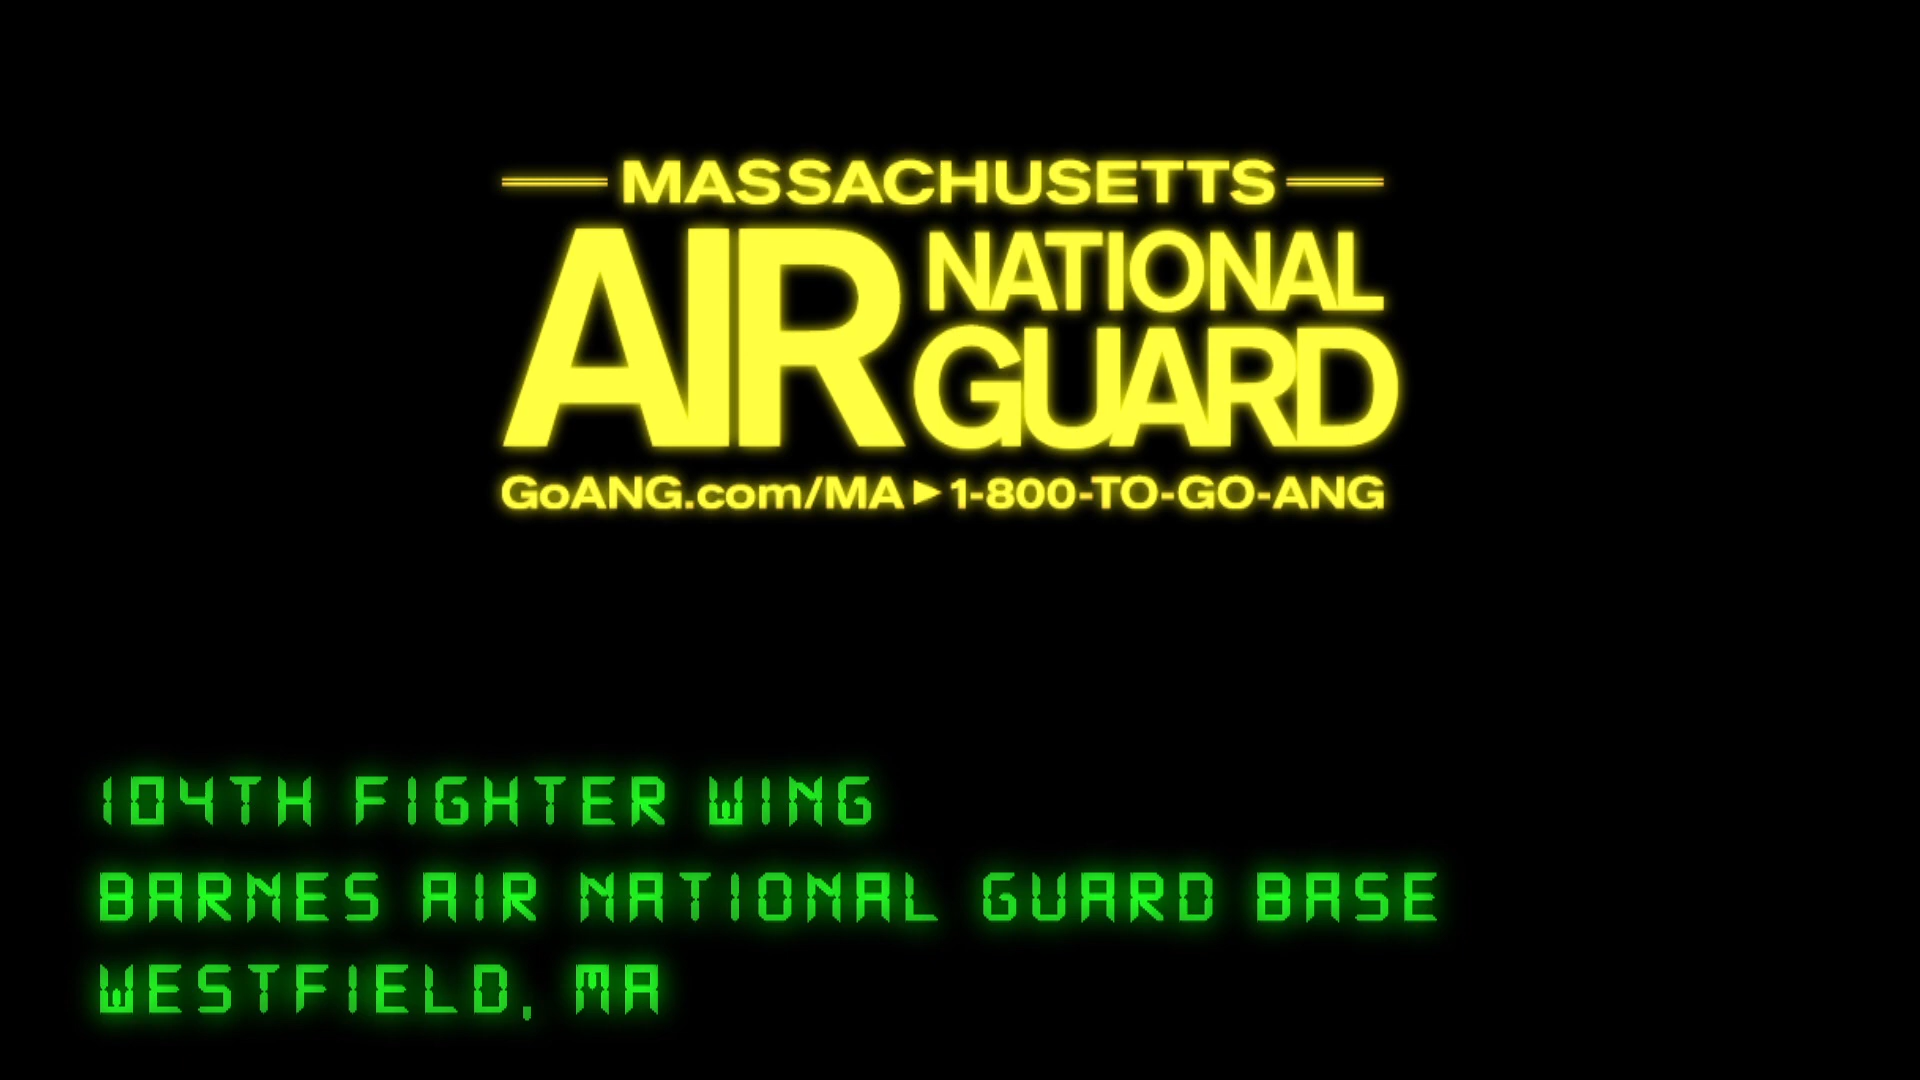 MASSACHUSETTS
AIR NATIONAL GUARD
GoANG.com/MA ▶ 1-800-TO-GO-ANG
104TH FIGHTER WING
BARNES AIR NATIONAL GUARD BASE
WESTFIELD, MA